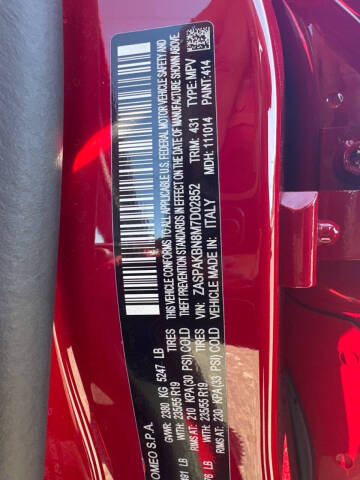 OMEO S.P.A.
GVWR: 2380 KG 5247 LB
TIRES
WITH: 235/55 R19
RIMS AT: 210 KPA(30 PSI) COLD
TIRES
WITH: 235/55 R19
RIMS AT: 230 KPA(33 PSI) COLD
THIS VEHICLE CONFORMS TO ALL APPLICABLE U.S. FEDERAL MOTOR VEHICLE SAFETY AND
THEFT PREVENTION STANDARDS IN EFFECT ON THE DATE OF MANUFACTURE SHOWN ABOVE.
VIN: ZASPAKBN8M7D02852
TRIM: 431 TYPE: MPV
MADE IN: ITALY
MDH: 111014 PAINT: 414